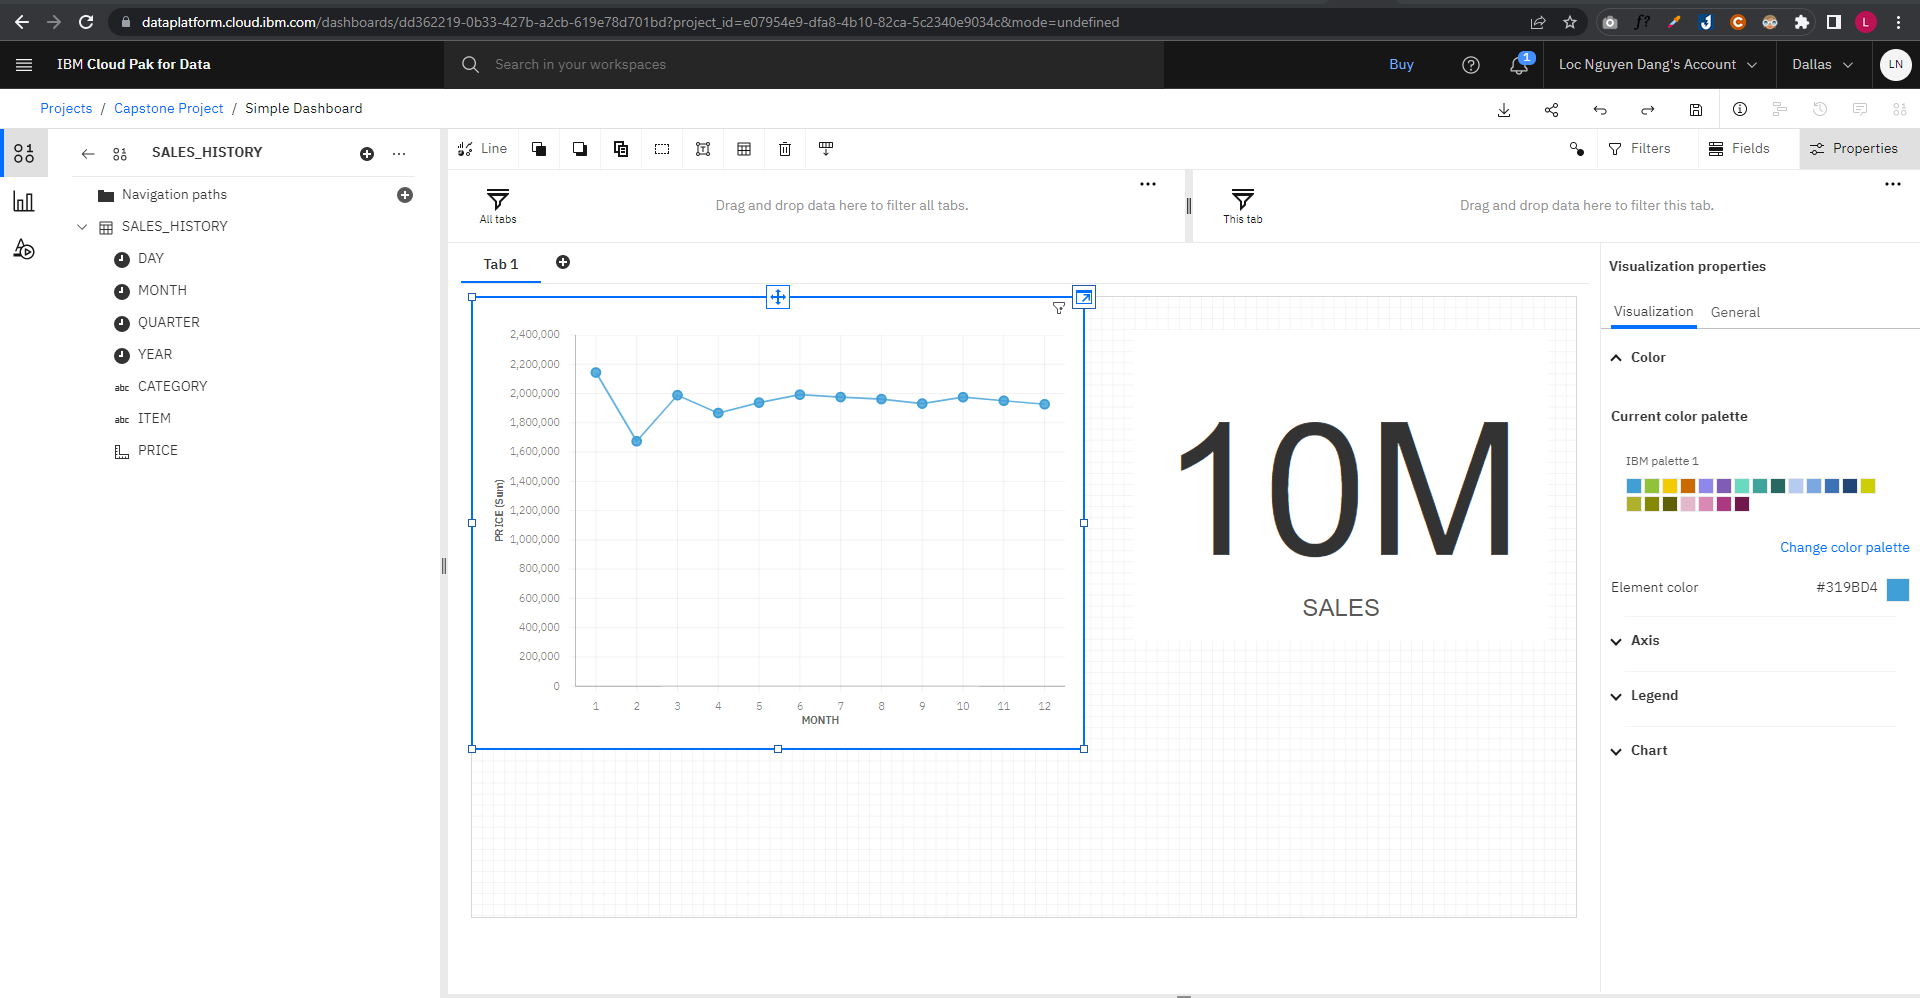 dataplatform.cloud.ibm.com/dashboards/dd362219-0b33-427b-a2cb-619e78d701bd?project_id=e07954e9-dfa8-4b10-82ca-5c2340e9034c&mode=undefined
f?
C
L
IBM Cloud Pak for Data
Search in your workspaces
Buy
1
Loc Nguyen Dang's Account
Dallas
LN
Projects / Capstone Project / Simple Dashboard
SALES_HISTORY
Navigation paths
SALES_HISTORY
DAY
MONTH
QUARTER
YEAR
abc CATEGORY
abc ITEM
PRICE
Line
Filters
Fields
Properties
All tabs
Drag and drop data here to filter all tabs.
This tab
Drag and drop data here to filter this tab.
Tab 1
2,400,000
2,200,000
2,000,000
1,800,000
1,600,000
1,400,000
1,200,000
1,000,000
800,000
600,000
400,000
200,000
0
PRICE (Sum)
1 2 3 4 5 6 7 8 9 10 11 12
MONTH
10M
SALES
Visualization properties
Visualization General
Color
Current color palette
IBM palette 1
Change color palette
Element color #319BD4
Axis
Legend
Chart